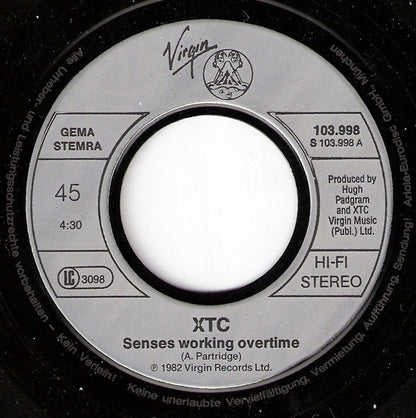 Virgin
GEMA
STEMRA
45
4:30
LC 3098
103.998
S 103.998 A
Produced by
Hugh
Padgram
and XTC
Virgin Music
(Publ.) Ltd.
HI-FI
STEREO
XTC
Senses working overtime
(A. Partridge)
℗ 1982 Virgin Records Ltd.
Alle Urheber- und Leistungsschutzrechte vorbehalten – Kein Verleih! Keine unerlaubte Vervielfältigung, Vermietung, Aufführung, Sendung! Ariola-Eurodisc GmbH, München